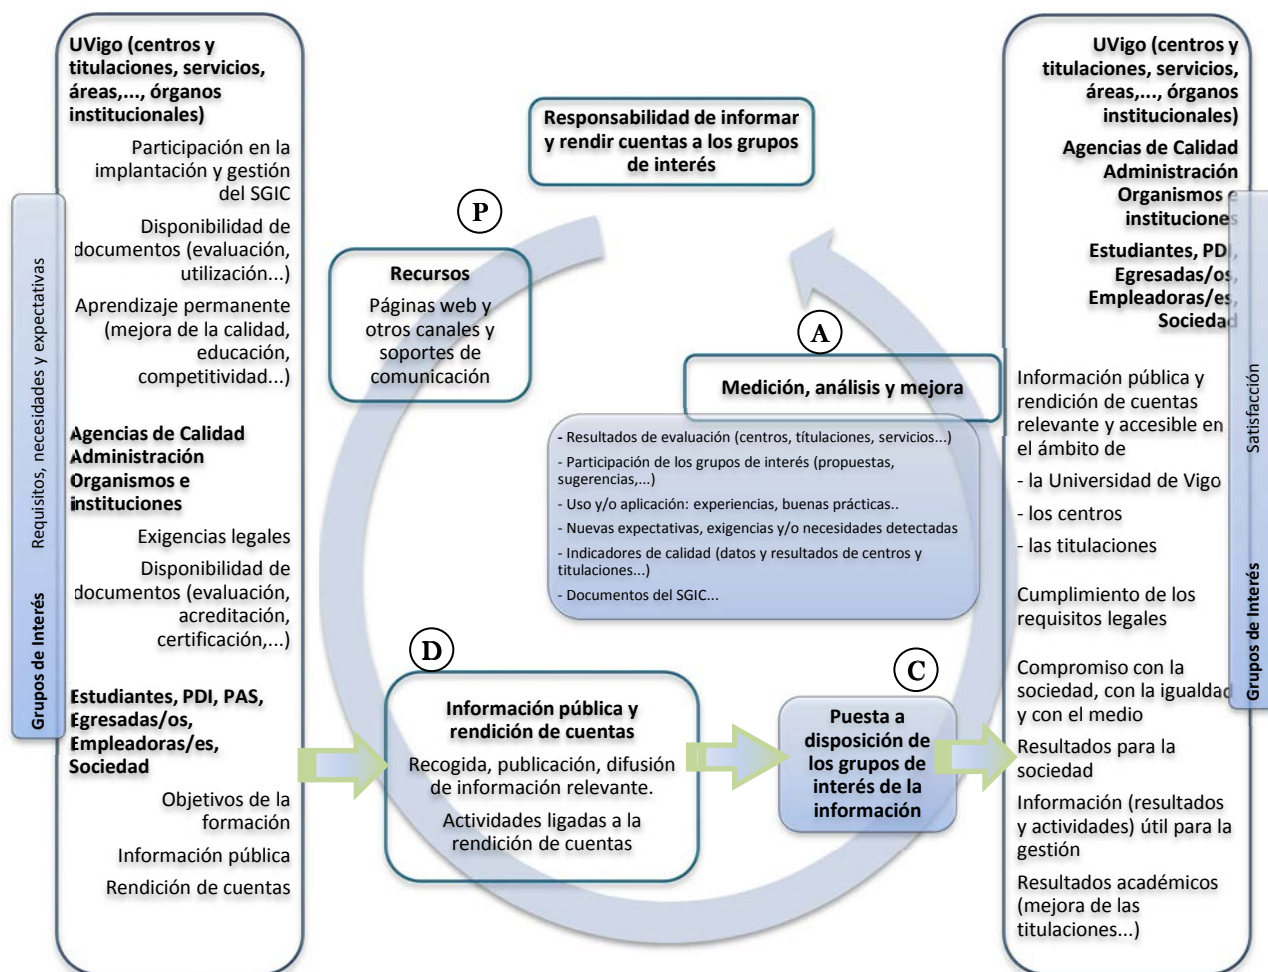 UVigo (centros y
titulaciones, servicios,
áreas,..., órganos
institucionales)
Participación en la
implantación y gestión
del SGIC
Disponibilidad de
documentos (evaluación,
utilización...)
Aprendizaje permanente
(mejora de la calidad,
educación,
competitividad...)
Agencias de Calidad
Administración
Organismos e
instituciones
Exigencias legales
Disponibilidad de
documentos (evaluación,
acreditación,
certificación,...)
Estudiantes, PDI, PAS,
Egresadas/os,
Empleadoras/es,
Sociedad
Objetivos de la
formación
Información pública
Rendición de cuentas
Grupos de Interés Requisitos, necesidades y expectativas
Responsabilidad de informar
y rendir cuentas a los grupos
de interés
P
Recursos
Páginas web y
otros canales y
soportes de
comunicación
A
Medición, análisis y mejora
- Resultados de evaluación (centros, títulaciones, servicios...)
- Participación de los grupos de interés (propuestas,
sugerencias,...)
- Uso y/o aplicación: experiencias, buenas prácticas..
- Nuevas expectativas, exigencias y/o necesidades detectadas
- Indicadores de calidad (datos y resultados de centros y
titulaciones...)
- Documentos del SGIC...
D
Información pública y
rendición de cuentas
Recogida, publicación, difusión
de información relevante.
Actividades ligadas a la
rendición de cuentas
C
Puesta a
disposición de
los grupos de
interés de la
información
UVigo (centros y
titulaciones, servicios,
áreas,..., órganos
institucionales)
Agencias de Calidad
Administración
Organismos e
instituciones
Estudiantes, PDI,
Egresadas/os,
Empleadoras/es,
Sociedad
Información pública y
rendición de cuentas
relevante y accesible en
el ámbito de
- la Universidad de Vigo
- los centros
- las titulaciones
Cumplimiento de los
requisitos legales
Compromiso con la
sociedad, con la igualdad
y con el medio
Resultados para la
sociedad
Información (resultados
y actividades) útil para la
gestión
Resultados académicos
(mejora de las
titulaciones...)
Grupos de Interés Satisfacción